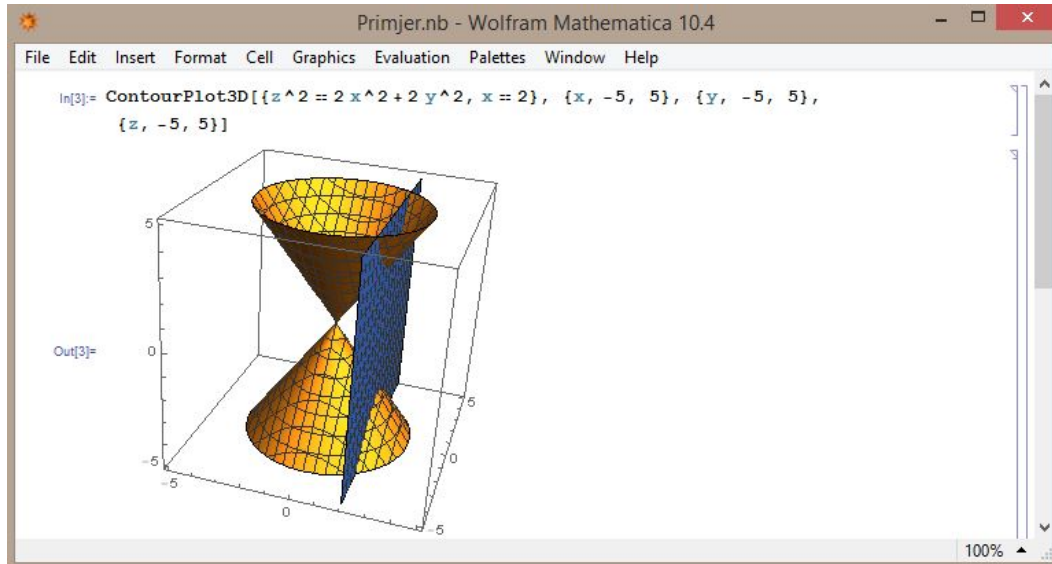 Primjer.nb - Wolfram Mathematica 10.4
File Edit Insert Format Cell Graphics Evaluation Palettes Window Help
In[3]:= ContourPlot3D[{z^2 == 2 x^2 + 2 y^2, x == 2}, {x, -5, 5}, {y, -5, 5},
{z, -5, 5}]
5
Out[3]=
0
5
-5
-5
0
0
-5
100%